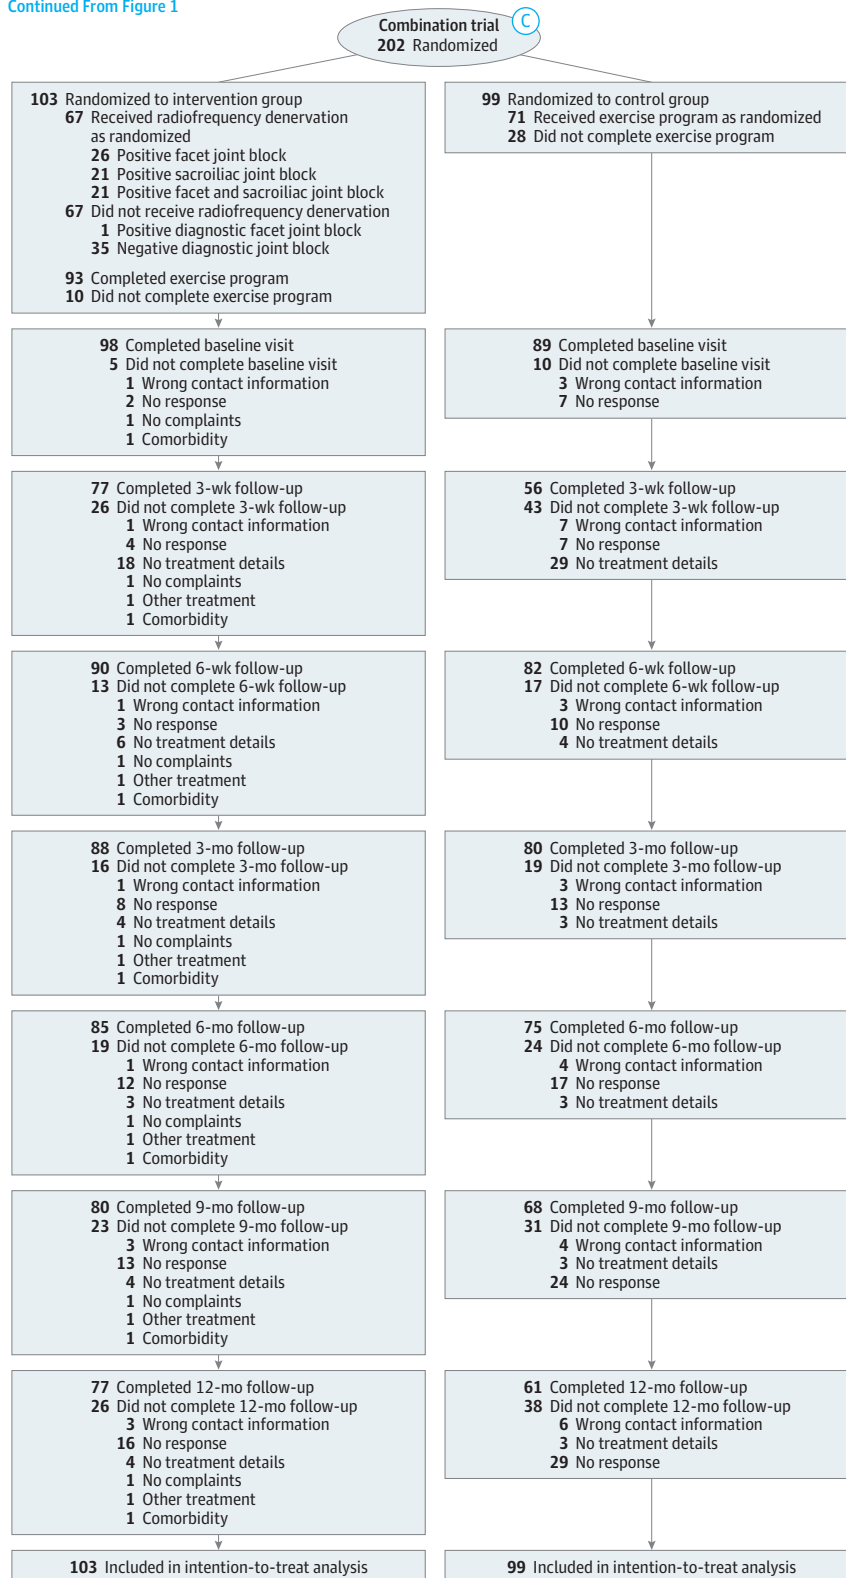 Continued From Figure 1
Combination trial
202 Randomized
C
103 Randomized to intervention group
67 Received radiofrequency denervation
as randomized
26 Positive facet joint block
21 Positive sacroiliac joint block
21 Positive facet and sacroiliac joint block
67 Did not receive radiofrequency denervation
1 Positive diagnostic facet joint block
35 Negative diagnostic joint block
93 Completed exercise program
10 Did not complete exercise program
99 Randomized to control group
71 Received exercise program as randomized
28 Did not complete exercise program
98 Completed baseline visit
5 Did not complete baseline visit
1 Wrong contact information
2 No response
1 No complaints
1 Comorbidity
89 Completed baseline visit
10 Did not complete baseline visit
3 Wrong contact information
7 No response
77 Completed 3-wk follow-up
26 Did not complete 3-wk follow-up
1 Wrong contact information
4 No response
18 No treatment details
1 No complaints
1 Other treatment
1 Comorbidity
56 Completed 3-wk follow-up
43 Did not complete 3-wk follow-up
7 Wrong contact information
7 No response
29 No treatment details
90 Completed 6-wk follow-up
13 Did not complete 6-wk follow-up
1 Wrong contact information
3 No response
6 No treatment details
1 No complaints
1 Other treatment
1 Comorbidity
82 Completed 6-wk follow-up
17 Did not complete 6-wk follow-up
3 Wrong contact information
10 No response
4 No treatment details
88 Completed 3-mo follow-up
16 Did not complete 3-mo follow-up
1 Wrong contact information
8 No response
4 No treatment details
1 No complaints
1 Other treatment
1 Comorbidity
80 Completed 3-mo follow-up
19 Did not complete 3-mo follow-up
3 Wrong contact information
13 No response
3 No treatment details
85 Completed 6-mo follow-up
19 Did not complete 6-mo follow-up
1 Wrong contact information
12 No response
3 No treatment details
1 No complaints
1 Other treatment
1 Comorbidity
75 Completed 6-mo follow-up
24 Did not complete 6-mo follow-up
4 Wrong contact information
17 No response
3 No treatment details
80 Completed 9-mo follow-up
23 Did not complete 9-mo follow-up
3 Wrong contact information
13 No response
4 No treatment details
1 No complaints
1 Other treatment
1 Comorbidity
68 Completed 9-mo follow-up
31 Did not complete 9-mo follow-up
4 Wrong contact information
3 No treatment details
24 No response
77 Completed 12-mo follow-up
26 Did not complete 12-mo follow-up
3 Wrong contact information
16 No response
4 No treatment details
1 No complaints
1 Other treatment
1 Comorbidity
61 Completed 12-mo follow-up
38 Did not complete 12-mo follow-up
6 Wrong contact information
3 No treatment details
29 No response
103 Included in intention-to-treat analysis
99 Included in intention-to-treat analysis